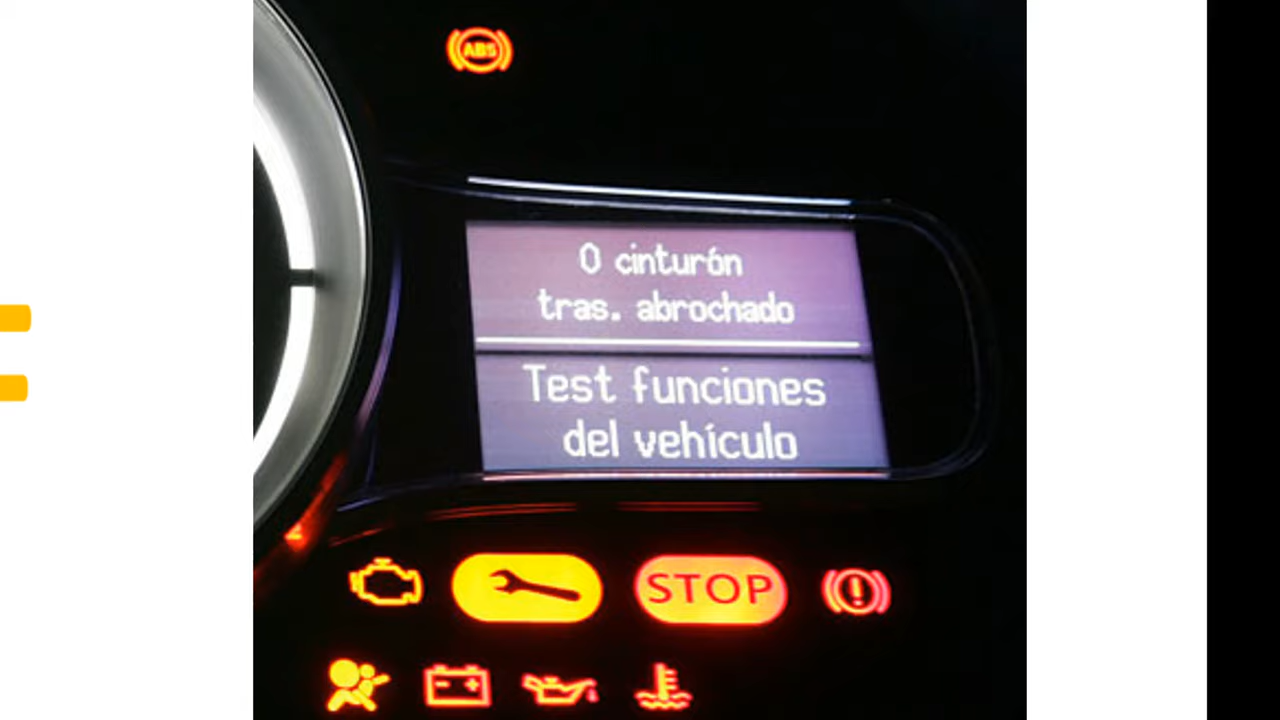 ABS
0 cinturón
tras. abrochado
Test funciones
del vehículo
STOP